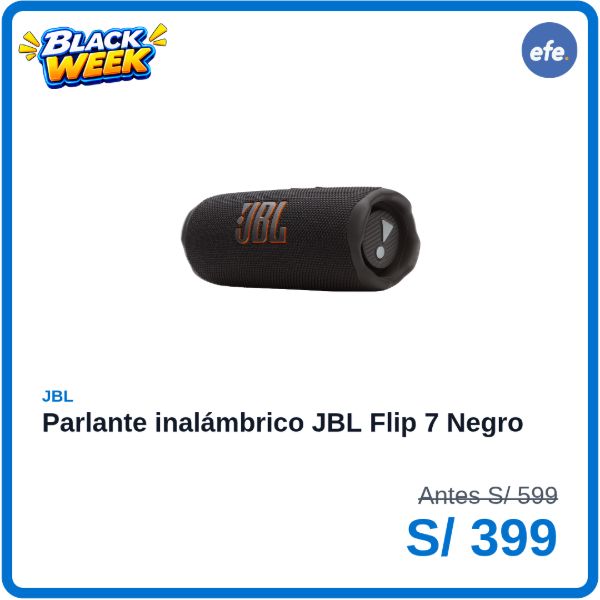 BLACK
WEEK
efe.
JBL
JBL
Parlante inalámbrico JBL Flip 7 Negro
Antes S/ 599
S/ 399